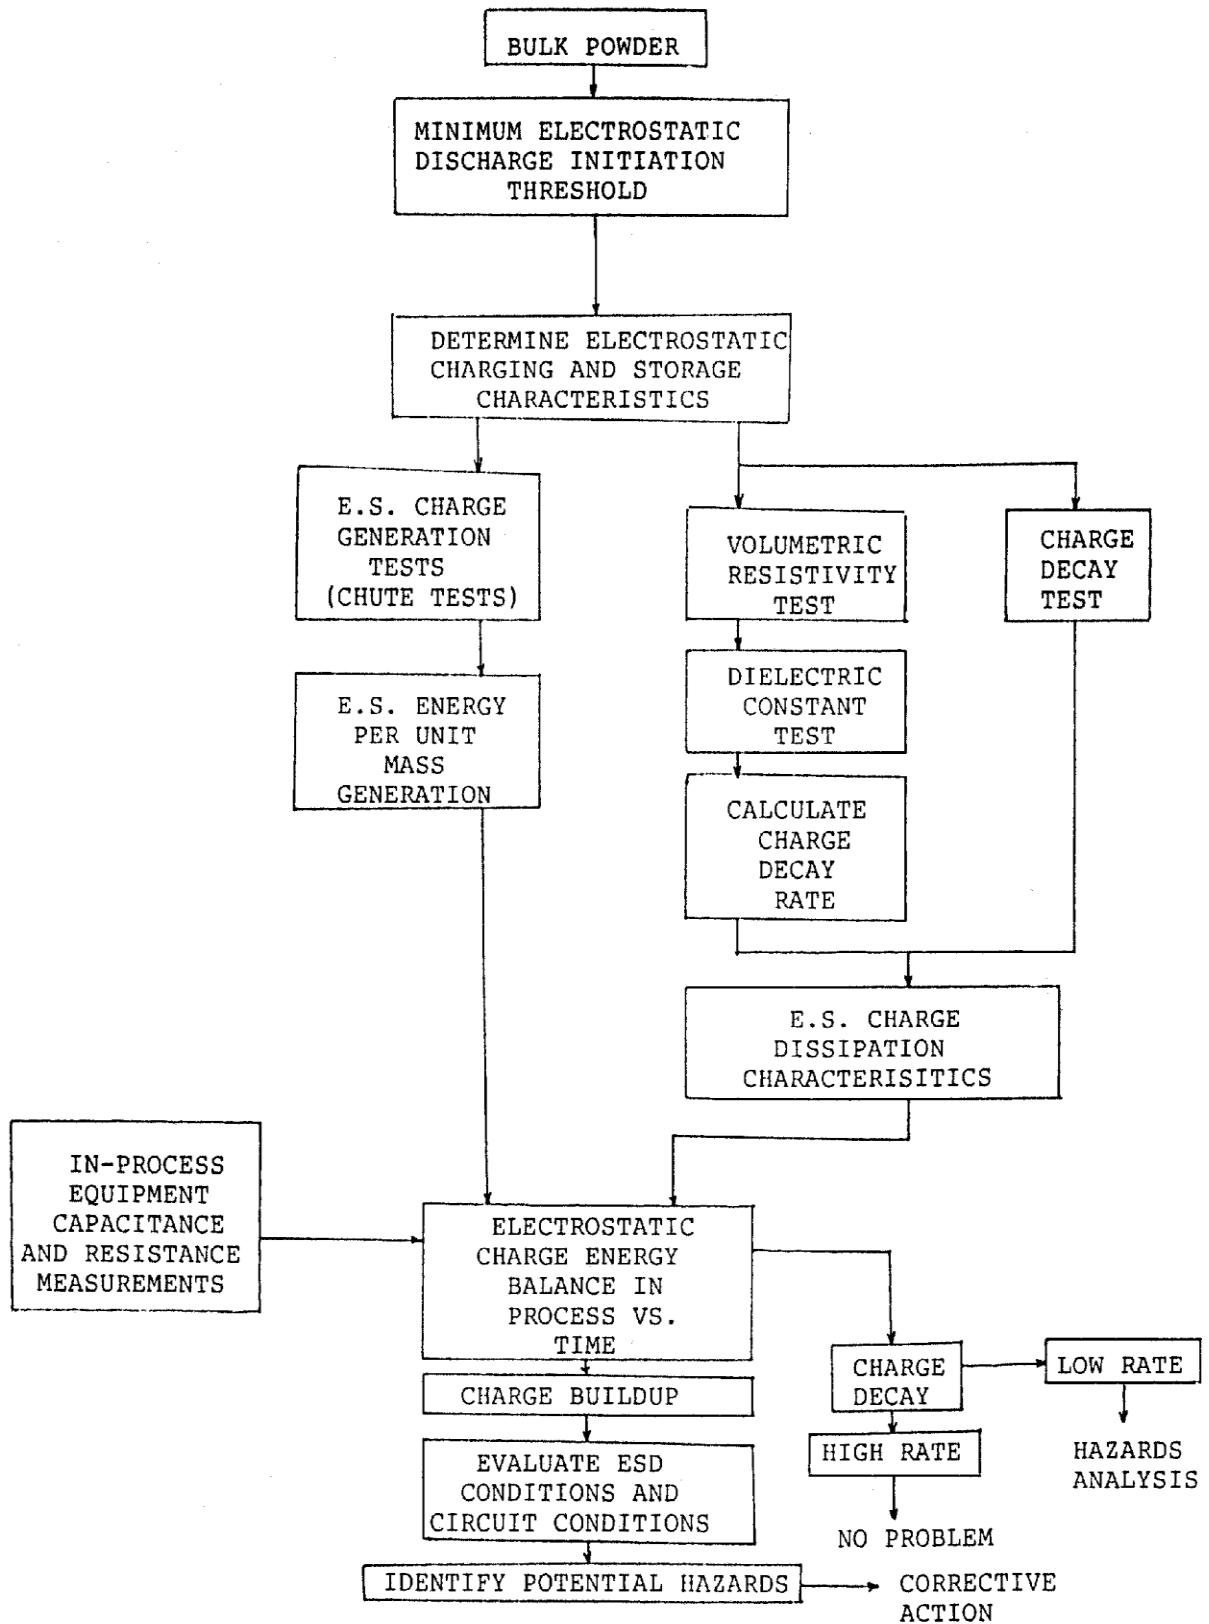 BULK POWDER
MINIMUM ELECTROSTATIC
DISCHARGE INITIATION
THRESHOLD
DETERMINE ELECTROSTATIC
CHARGING AND STORAGE
CHARACTERISTICS
E.S. CHARGE
GENERATION
TESTS
(CHUTE TESTS)
VOLUMETRIC
RESISTIVITY
TEST
CHARGE
DECAY
TEST
E.S. ENERGY
PER UNIT
MASS
GENERATION
DIELECTRIC
CONSTANT
TEST
CALCULATE
CHARGE
DECAY
RATE
E.S. CHARGE
DISSIPATION
CHARACTERISITICS
IN-PROCESS
EQUIPMENT
CAPACITANCE
AND RESISTANCE
MEASUREMENTS
ELECTROSTATIC
CHARGE ENERGY
BALANCE IN
PROCESS VS.
TIME
CHARGE BUILDUP
EVALUATE ESD
CONDITIONS AND
CIRCUIT CONDITIONS
IDENTIFY POTENTIAL HAZARDS
CORRECTIVE
ACTION
CHARGE
DECAY
LOW RATE
HIGH RATE
HAZARDS
ANALYSIS
NO PROBLEM